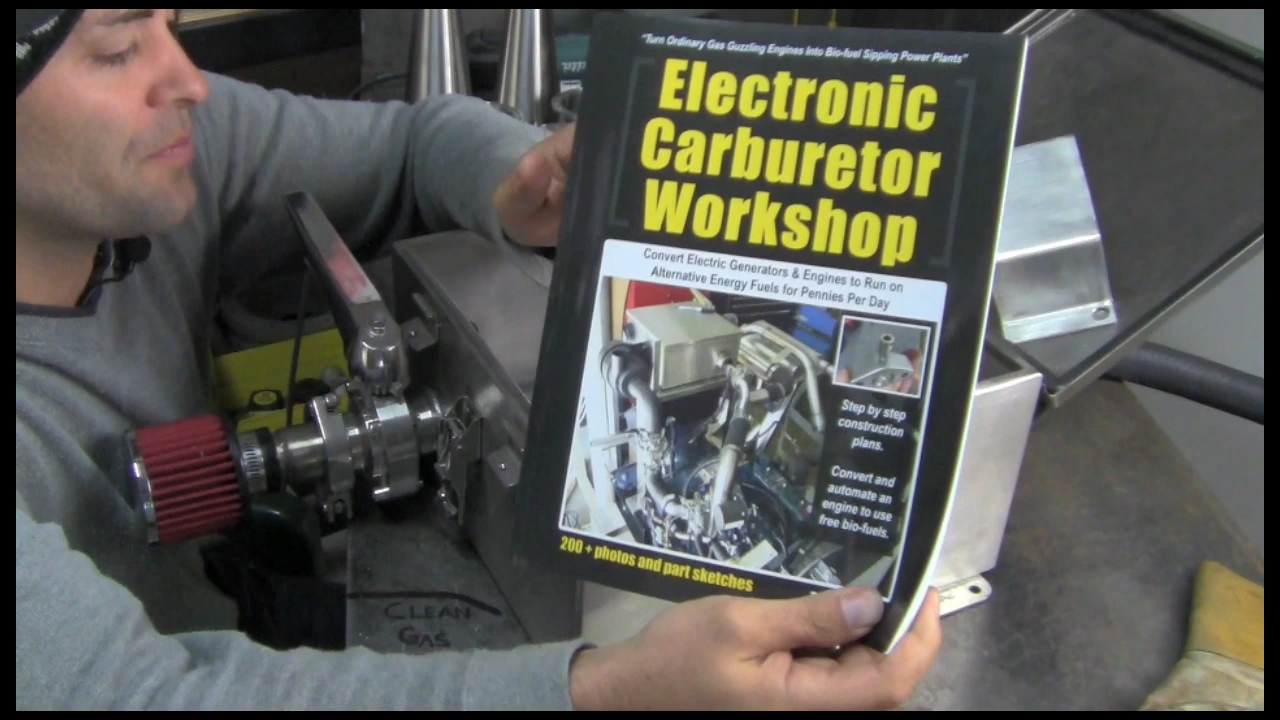 "Turn Ordinary Gas Guzzling Engines Into Bio-fuel Sipping Power Plants"
Electronic
Carburetor
Workshop
Convert Electric Generators & Engines to Run on
Alternative Energy Fuels for Pennies Per Day
Step by step
construction
plans.
Convert and
automate an
engine to use
free bio-fuels.
200 + photos and part sketches
CLEAN
GAS